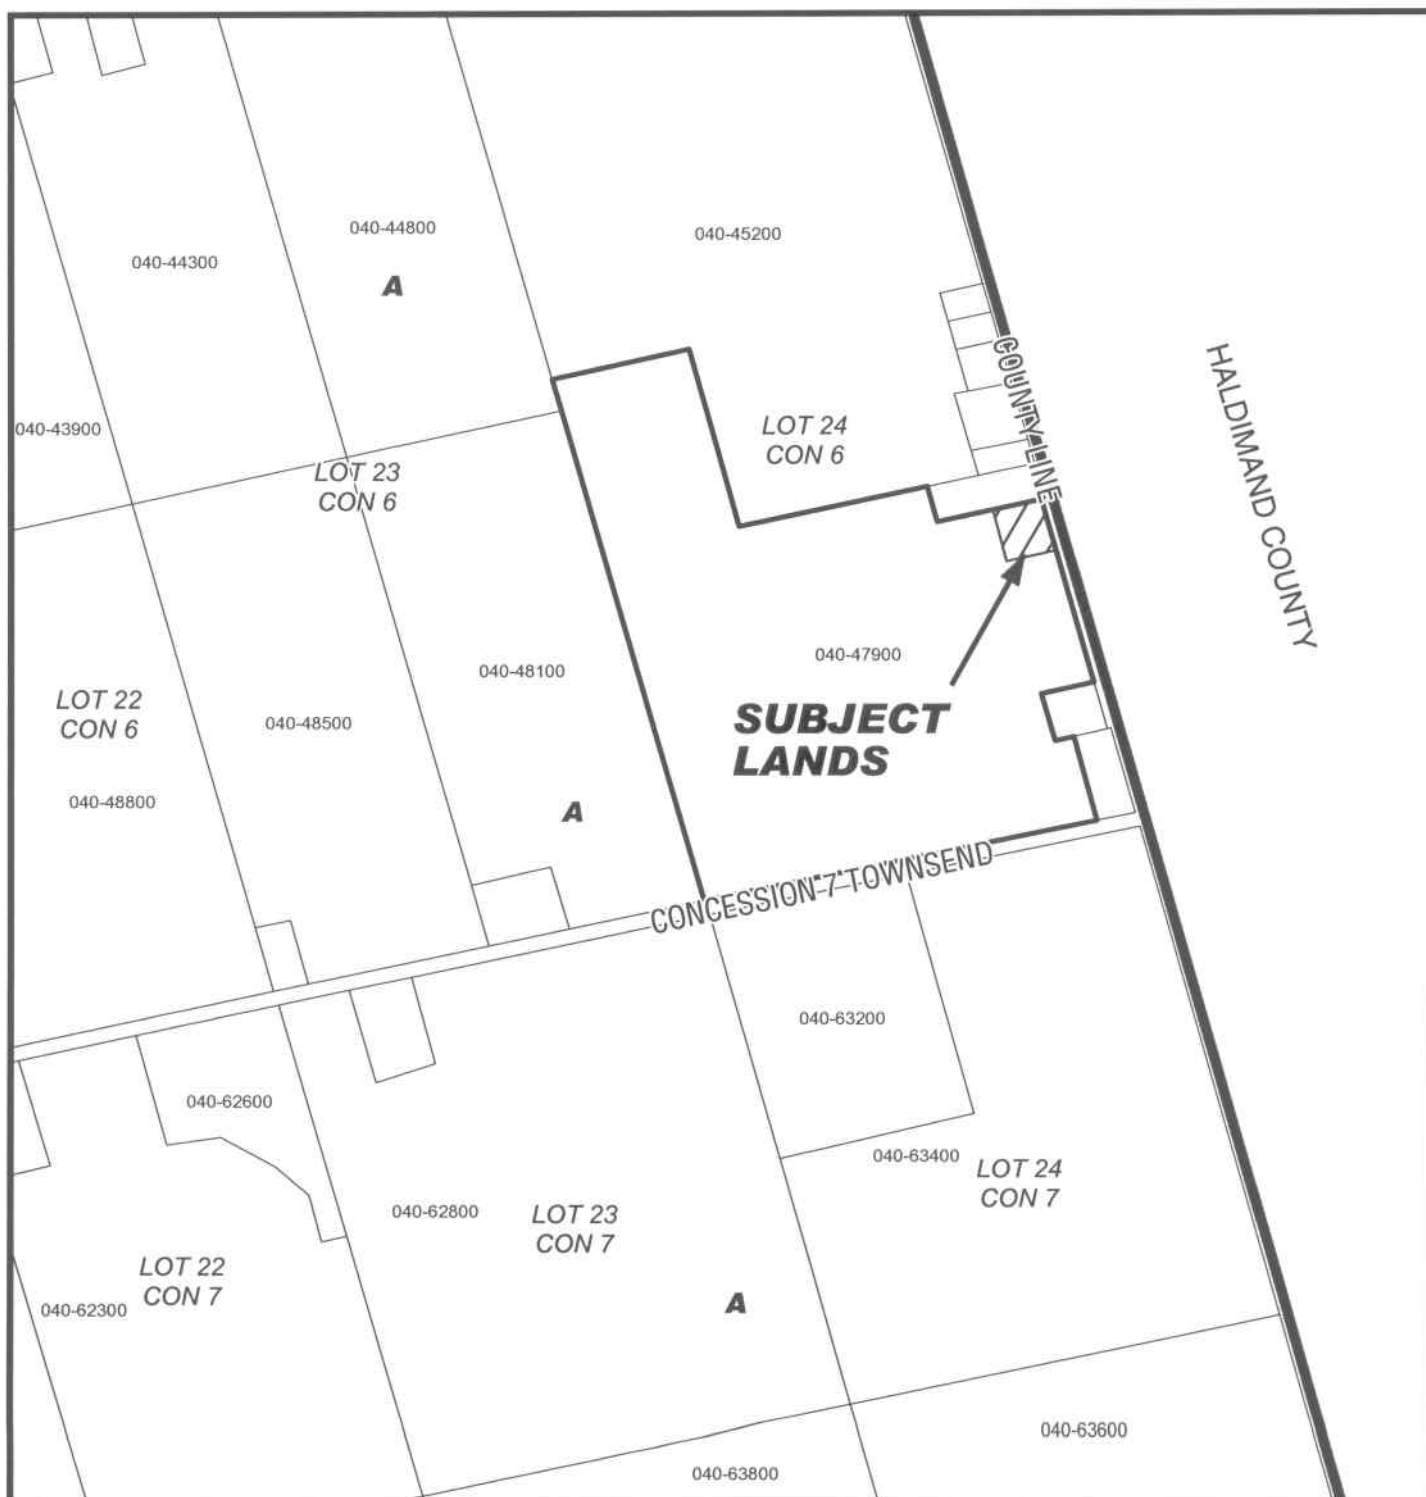 040-44800
040-45200
040-44300
A
HALDIMAND COUNTY
COUNTY LINE
040-43900
LOT 24
CON 6
LOT 23
CON 6
040-47900
040-48100
LOT 22
CON 6
040-48500
SUBJECT
LANDS
040-48800
A
CONCESSION 7 TOWNSEND
040-63200
040-62600
040-63400
LOT 24
CON 7
040-62800
LOT 23
CON 7
LOT 22
CON 7
040-62300
A
040-63600
040-63800